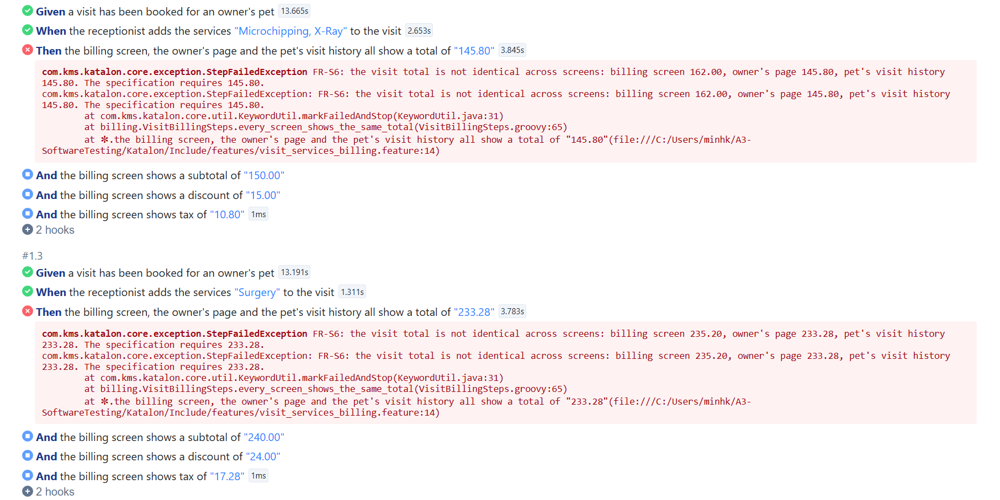 Given a visit has been booked for an owner's pet 13.665s
When the receptionist adds the services "Microchipping, X-Ray" to the visit 2.653s
Then the billing screen, the owner's page and the pet's visit history all show a total of "145.80" 3.845s
com.kms.katalon.core.exception.StepFailedException FR-S6: the visit total is not identical across screens: billing screen 162.00, owner's page 145.80, pet's visit history
145.80. The specification requires 145.80.
com.kms.katalon.core.exception.StepFailedException: FR-S6: the visit total is not identical across screens: billing screen 162.00, owner's page 145.80, pet's visit history
145.80. The specification requires 145.80.
at com.kms.katalon.core.util.KeywordUtil.markFailedAndStop(KeywordUtil.java:31)
at billing.VisitBillingSteps.every_screen_shows_the_same_total(VisitBillingSteps.groovy:65)
at ✻.the billing screen, the owner's page and the pet's visit history all show a total of "145.80"(file:///C:/Users/minhk/A3-
SoftwareTesting/Katalon/Include/features/visit_services_billing.feature:14)
And the billing screen shows a subtotal of "150.00"
And the billing screen shows a discount of "15.00"
And the billing screen shows tax of "10.80" 1ms
2 hooks
#1.3
Given a visit has been booked for an owner's pet 13.191s
When the receptionist adds the services "Surgery" to the visit 1.311s
Then the billing screen, the owner's page and the pet's visit history all show a total of "233.28" 3.783s
com.kms.katalon.core.exception.StepFailedException FR-S6: the visit total is not identical across screens: billing screen 235.20, owner's page 233.28, pet's visit history
233.28. The specification requires 233.28.
com.kms.katalon.core.exception.StepFailedException: FR-S6: the visit total is not identical across screens: billing screen 235.20, owner's page 233.28, pet's visit history
233.28. The specification requires 233.28.
at com.kms.katalon.core.util.KeywordUtil.markFailedAndStop(KeywordUtil.java:31)
at billing.VisitBillingSteps.every_screen_shows_the_same_total(VisitBillingSteps.groovy:65)
at ✻.the billing screen, the owner's page and the pet's visit history all show a total of "233.28"(file:///C:/Users/minhk/A3-
SoftwareTesting/Katalon/Include/features/visit_services_billing.feature:14)
And the billing screen shows a subtotal of "240.00"
And the billing screen shows a discount of "24.00"
And the billing screen shows tax of "17.28" 1ms
2 hooks